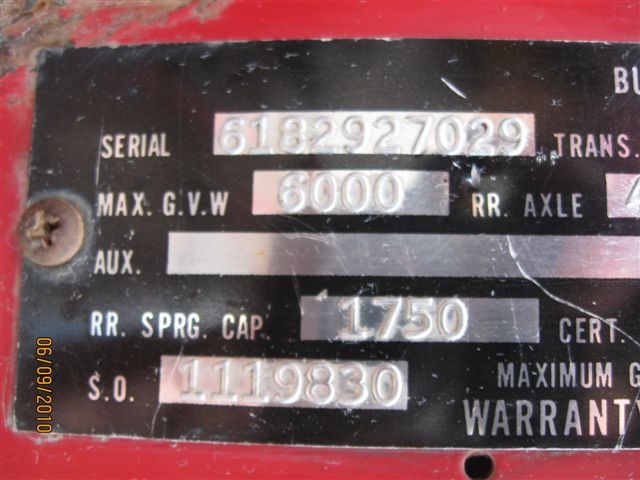 BU
SERIAL 6182927029 TRANS.
MAX. G.V.W 6000 RR. AXLE 4
AUX.
RR. SPRG. CAP. 1750 CERT.
S.O. 1119830 MAXIMUM G
WARRANT
06/09/2010